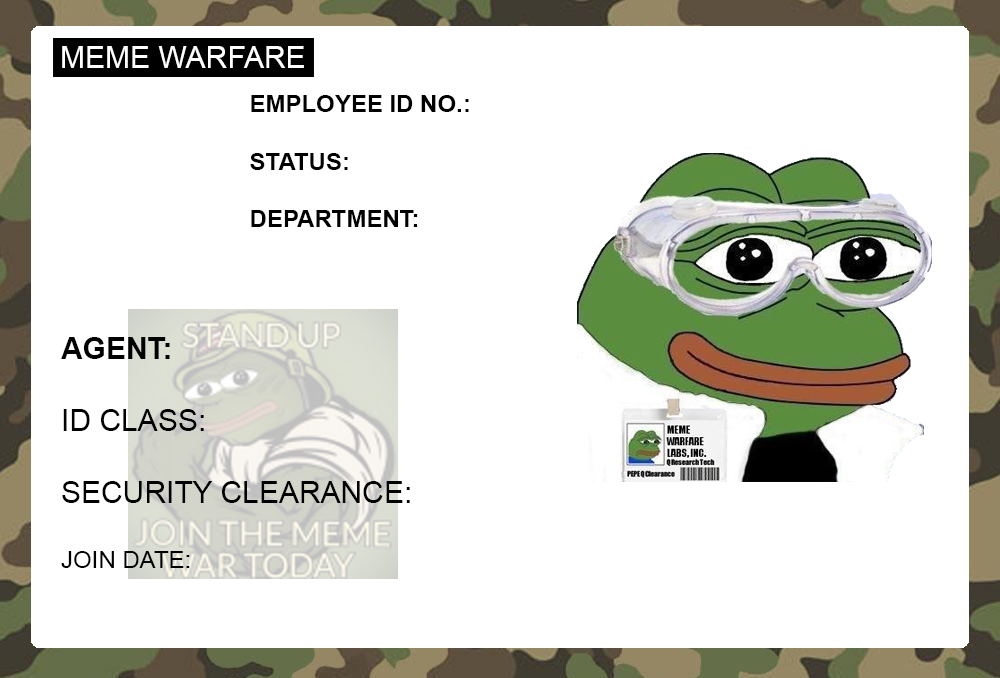 MEME WARFARE
EMPLOYEE ID NO.:
STATUS:
DEPARTMENT:
STAND UP
AGENT:
ID CLASS:
SECURITY CLEARANCE:
JOIN THE MEME
WAR TODAY
JOIN DATE:
MEME
WARFARE
LABS, INC.
Q Research Tech
PEPE Q Clearance